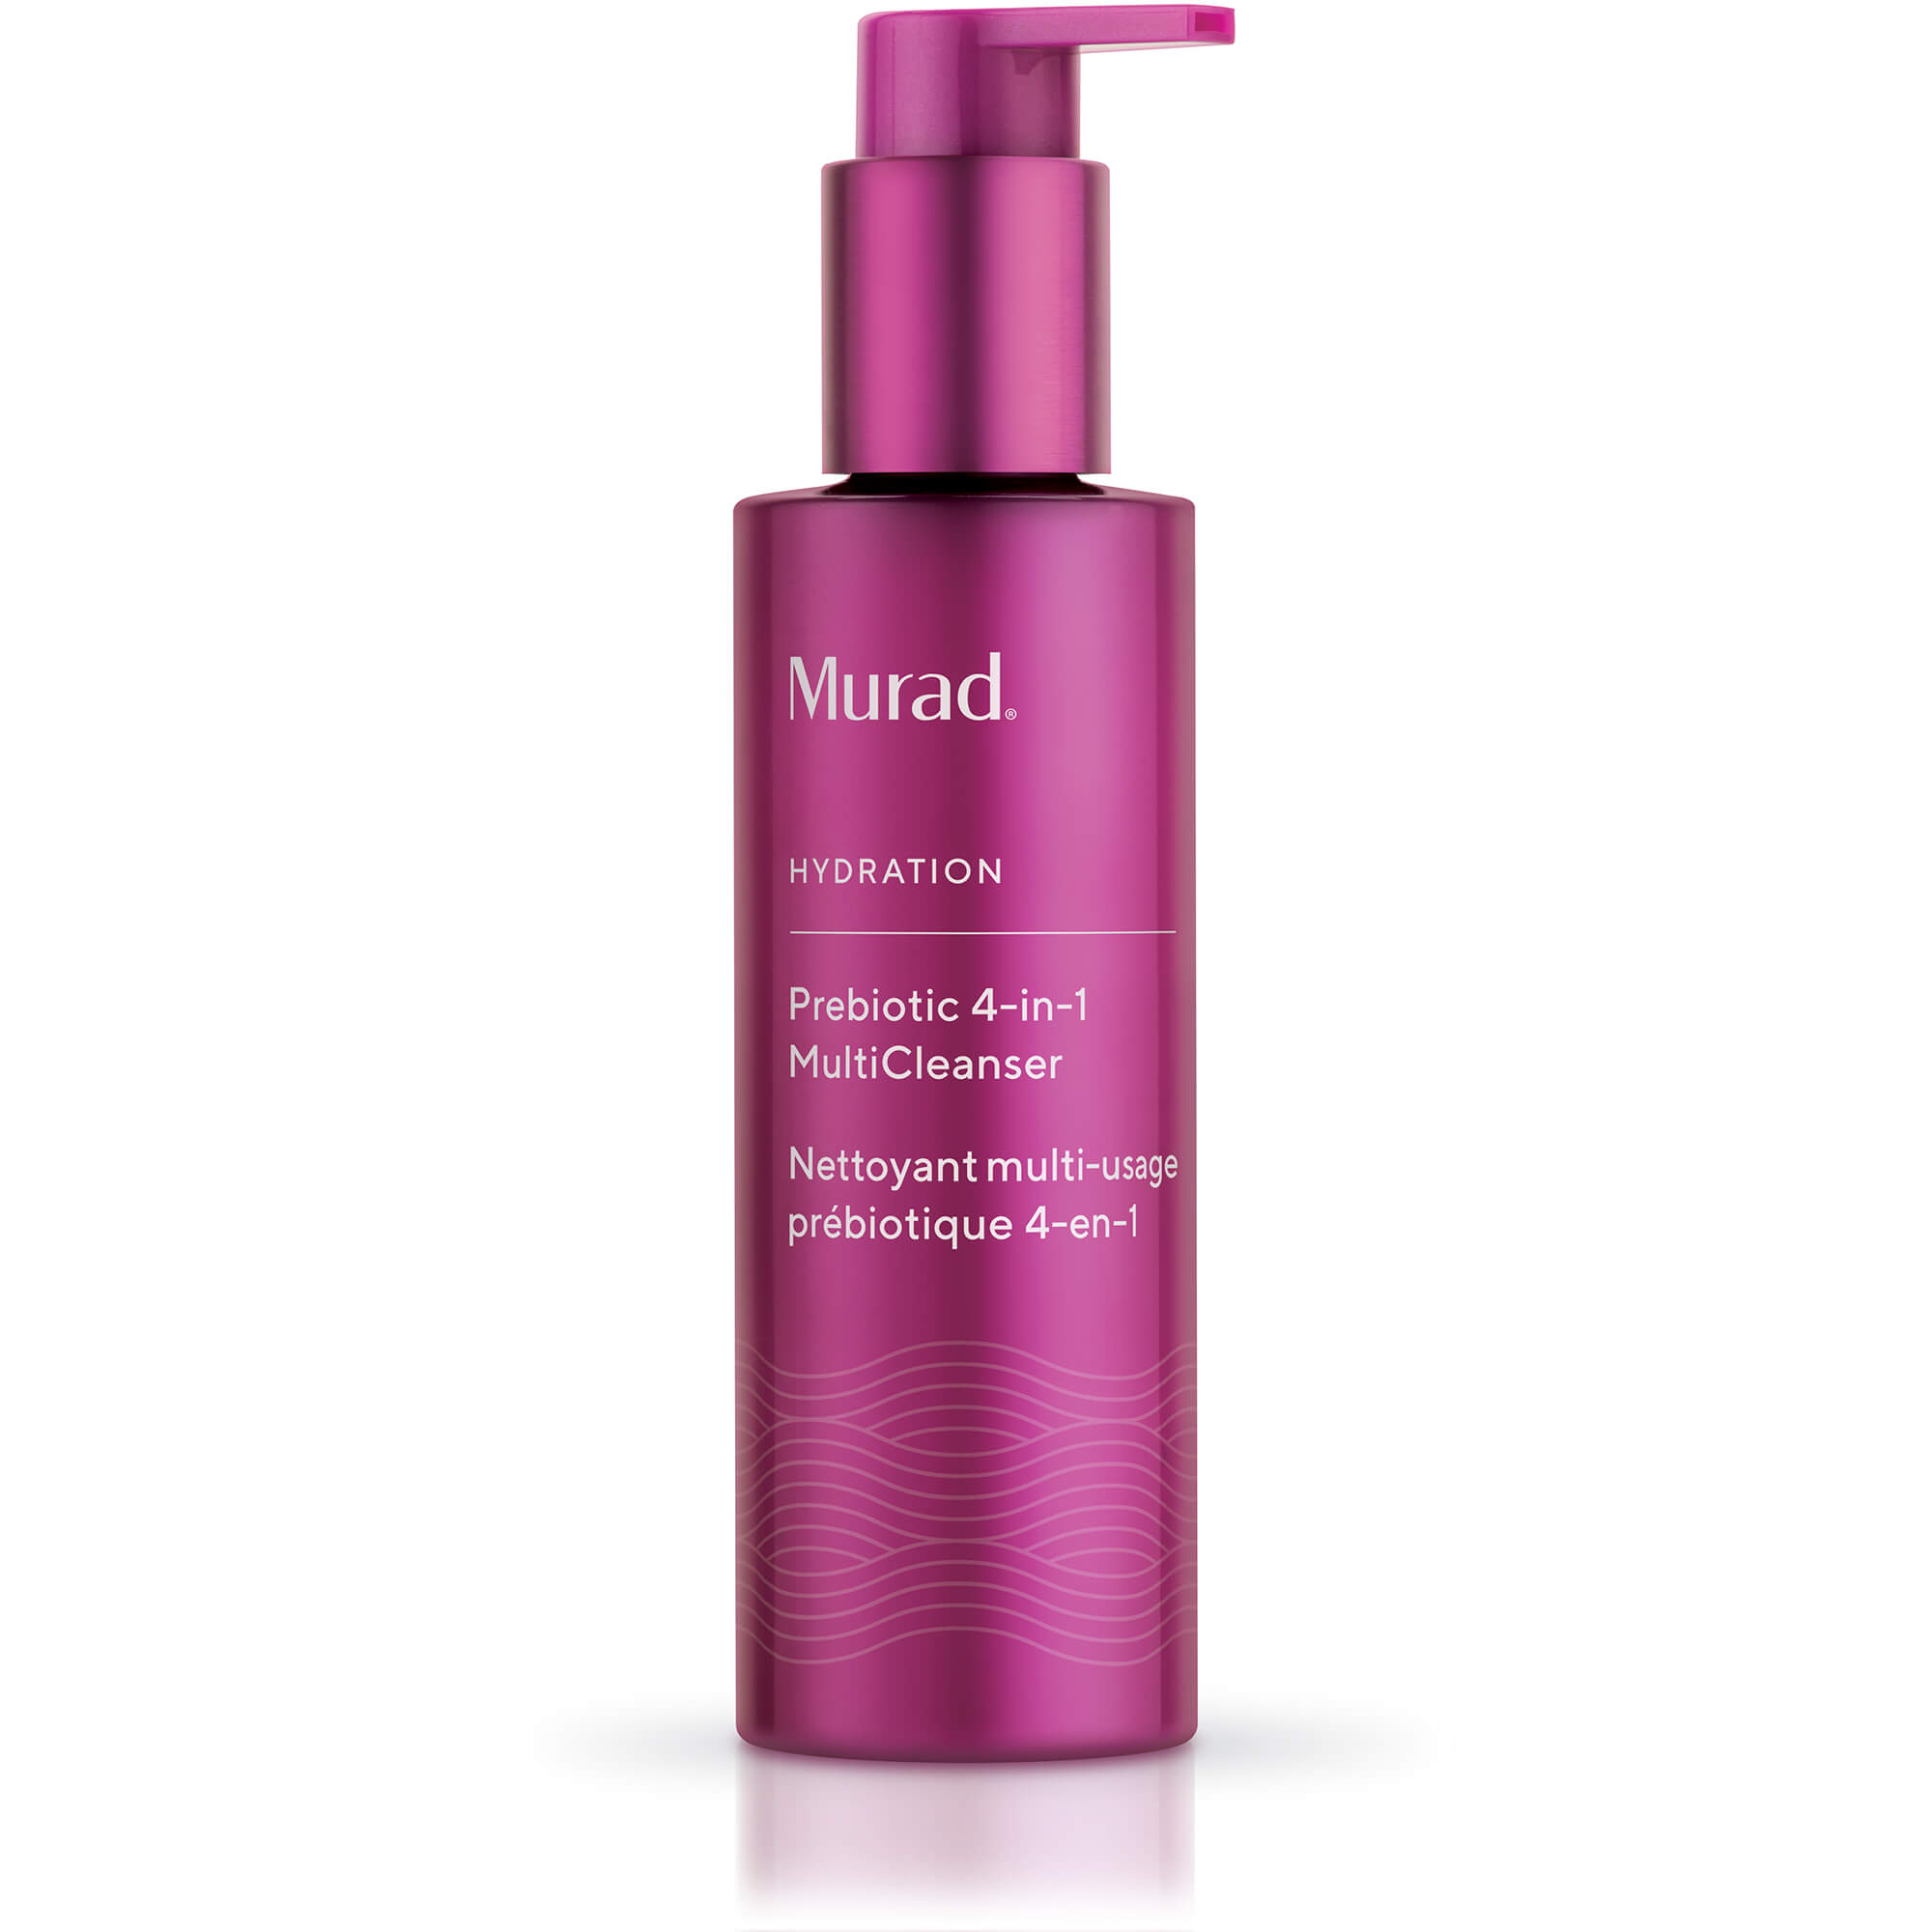 Murad.®
HYDRATION
Prebiotic 4-in-1
MultiCleanser
Nettoyant multi-usage
prébiotique 4-en-1